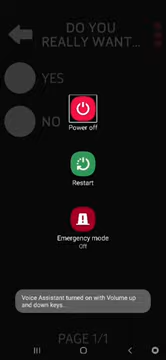 DO YOU
REALLY WANT...
YES
NO
Power off
Restart
Emergency mode
Off
Voice Assistant turned on with Volume up
and down keys.
PAGE 1/1